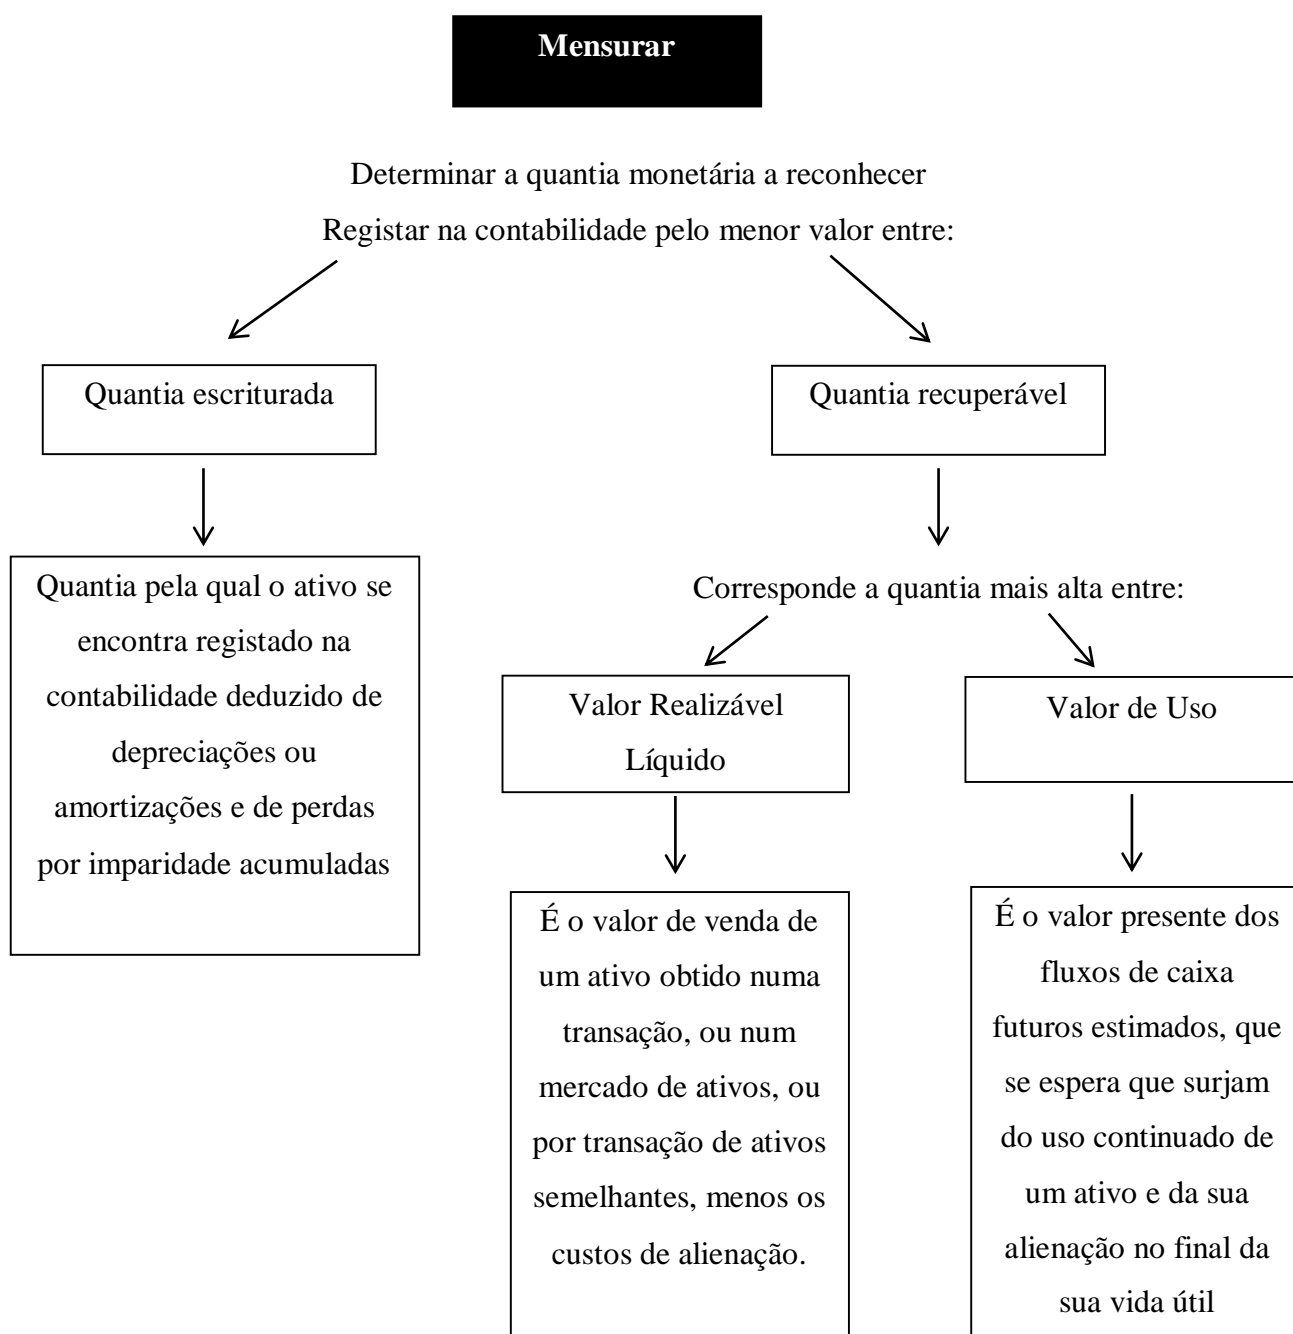 Mensurar
Determinar a quantia monetária a reconhecer
Registar na contabilidade pelo menor valor entre:
Quantia escriturada
Quantia recuperável
Quantia pela qual o ativo se
encontra registado na
contabilidade deduzido de
depreciações ou
amortizações e de perdas
por imparidade acumuladas
Corresponde a quantia mais alta entre:
Valor Realizável
Líquido
Valor de Uso
É o valor de venda de
um ativo obtido numa
transação, ou num
mercado de ativos, ou
por transação de ativos
semelhantes, menos os
custos de alienação.
É o valor presente dos
fluxos de caixa
futuros estimados, que
se espera que surjam
do uso continuado de
um ativo e da sua
alienação no final da
sua vida útil